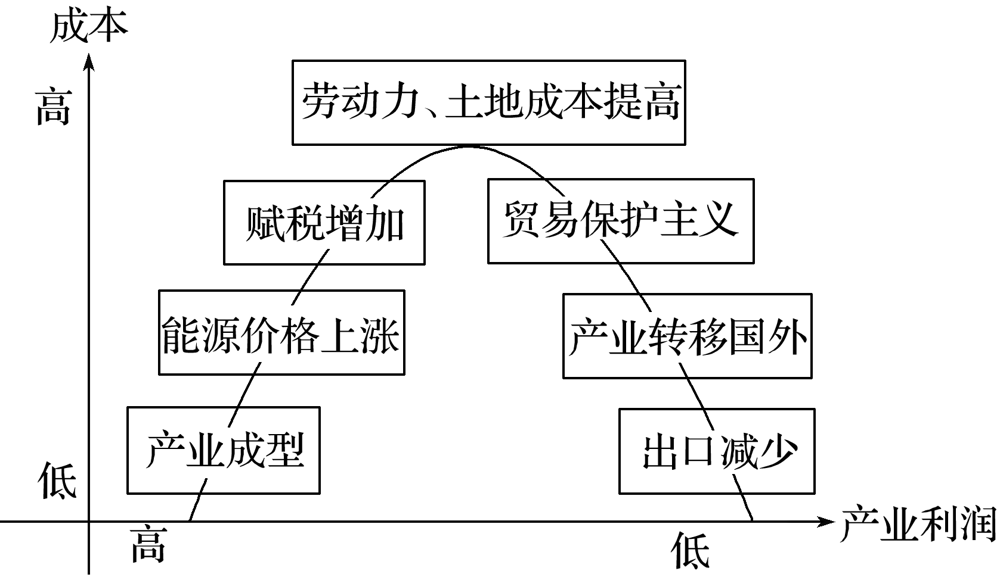 成本
高
劳动力、土地成本提高
赋税增加
贸易保护主义
能源价格上涨
产业转移国外
产业成型
出口减少
低
产业利润
高
低